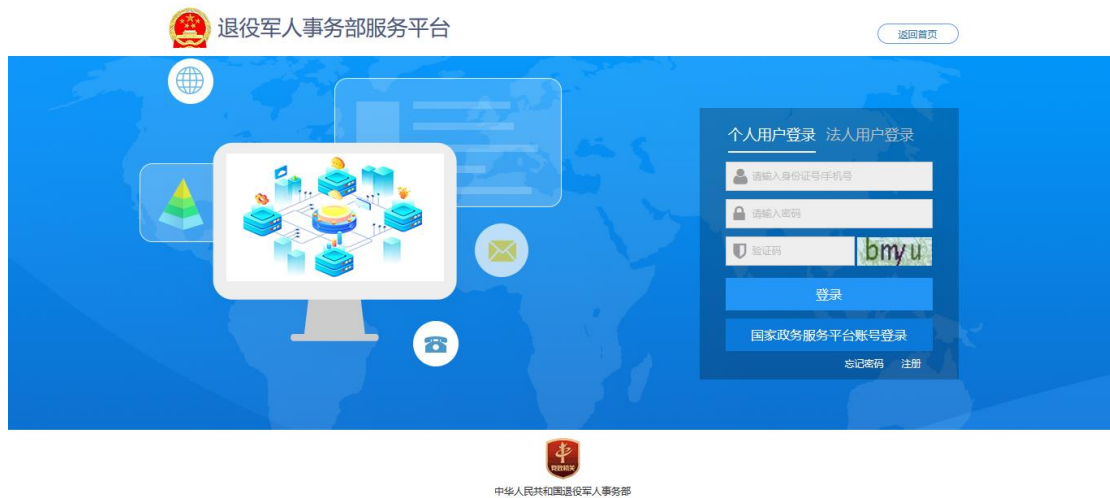 退役军人事务部服务平台
返回首页
个人用户登录 法人用户登录
请输入身份证号/手机号
请输入密码
验证码 bmyu
登录
国家政务服务平台账号登录
忘记密码 注册
党政机关
中华人民共和国退役军人事务部